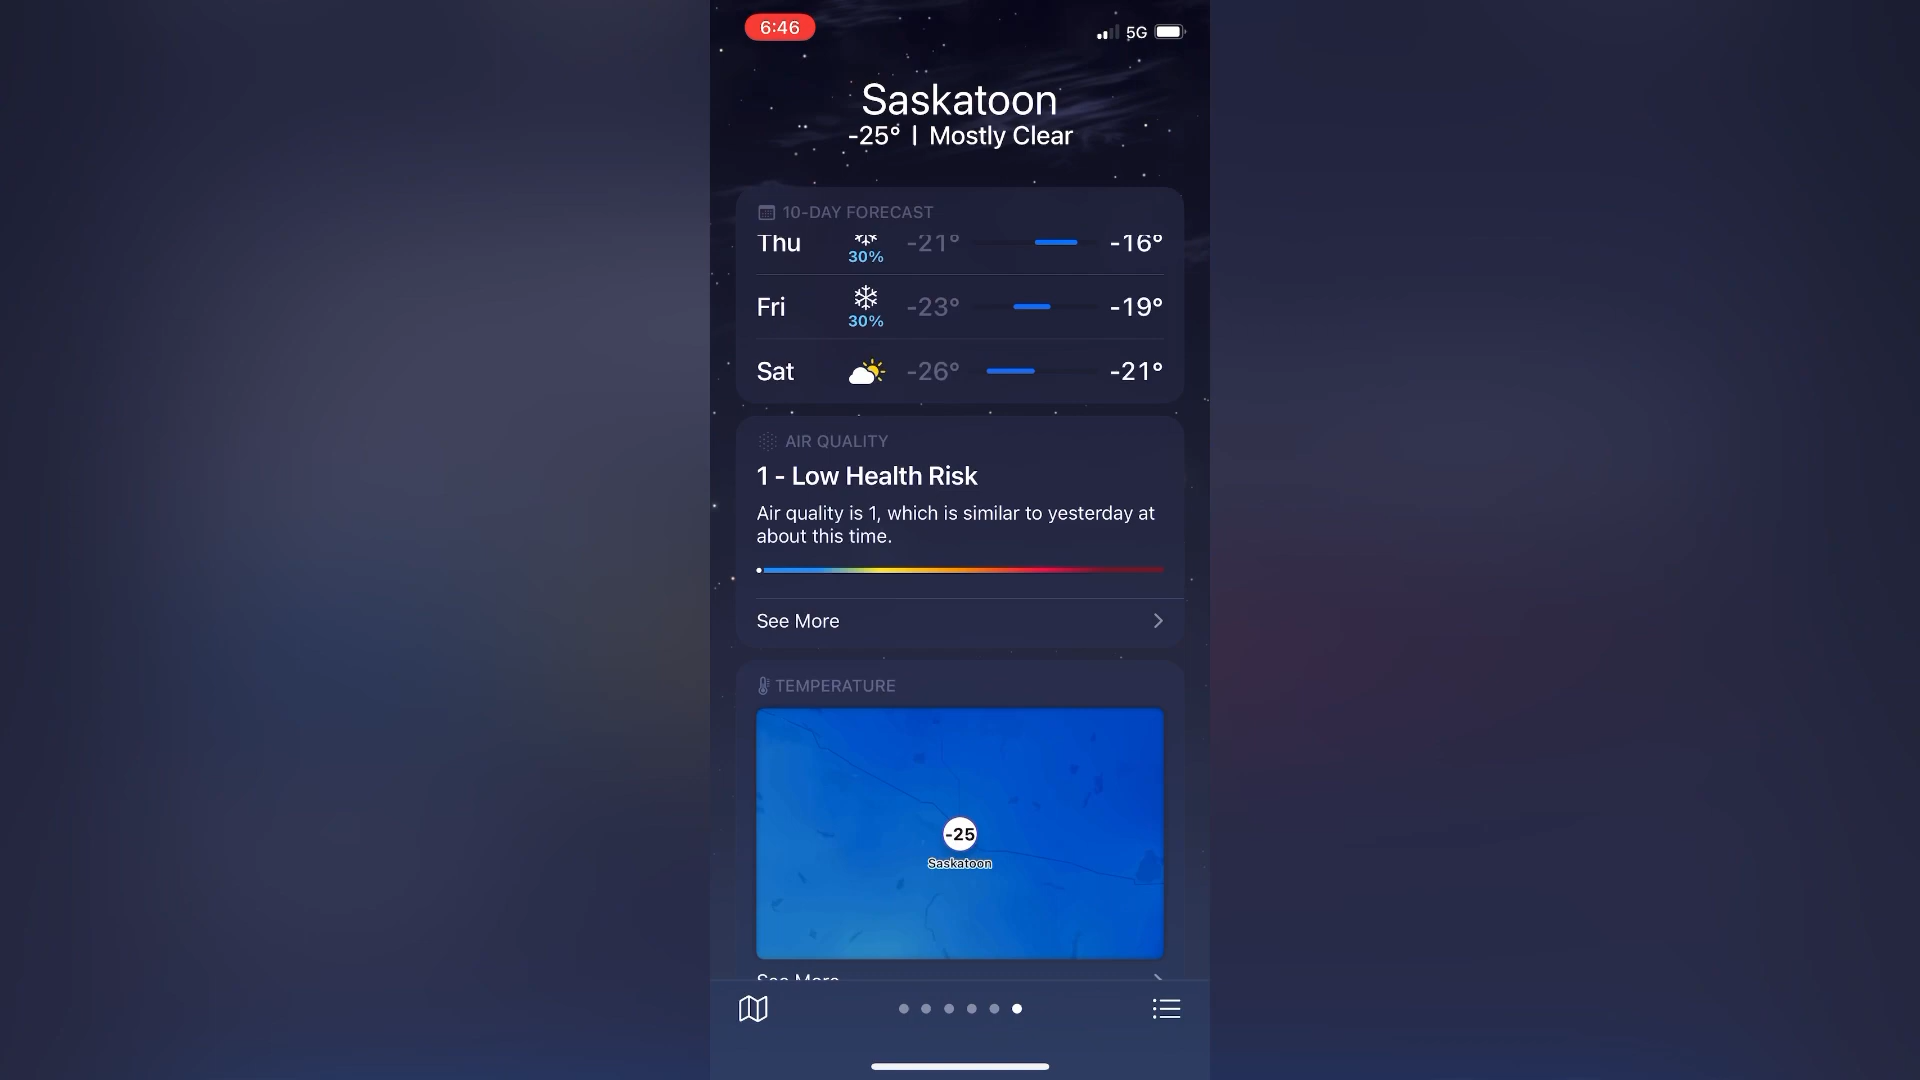 6:46
5G
Saskatoon
-25° | Mostly Clear
10-DAY FORECAST
Thu 30% -21° -16°
Fri 30% -23° -19°
Sat -26° -21°
AIR QUALITY
1 - Low Health Risk
Air quality is 1, which is similar to yesterday at
about this time.
See More
TEMPERATURE
-25
Saskatoon
See More